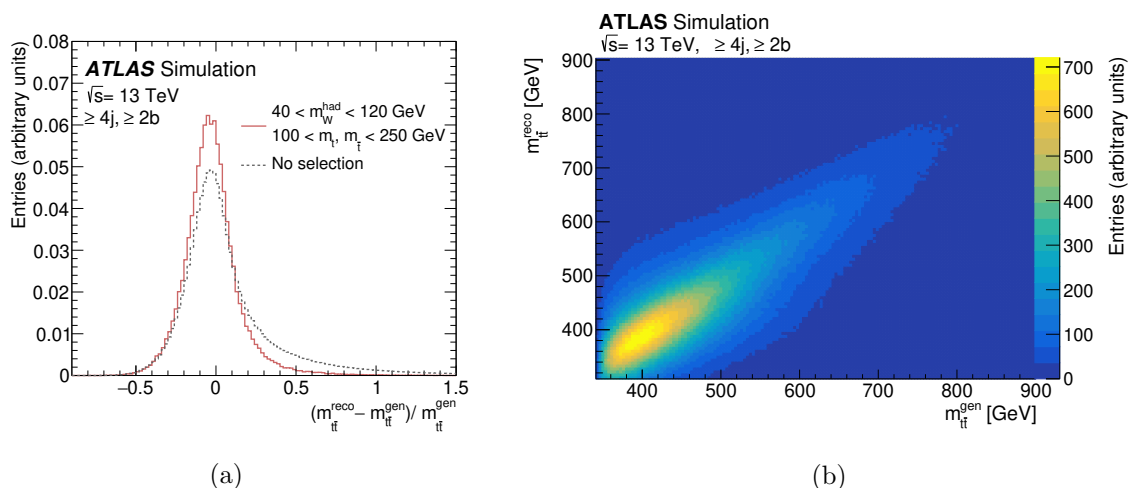 ATLAS Simulation
√s= 13 TeV
≥ 4j, ≥ 2b
40 < m_W^had < 120 GeV
100 < m_t, m_t̄ < 250 GeV
No selection
Entries (arbitrary units)
0.08
0.07
0.06
0.05
0.04
0.03
0.02
0.01
0
−0.5 0 0.5 1 1.5
(m_tt̄^reco − m_tt̄^gen)/ m_tt̄^gen
(a)
ATLAS Simulation
√s= 13 TeV, ≥ 4j, ≥ 2b
m_tt̄^reco [GeV]
900
800
700
600
500
400
400 500 600 700 800 900
m_tt̄^gen [GeV]
700
600
500
400
300
200
100
0
Entries (arbitrary units)
(b)